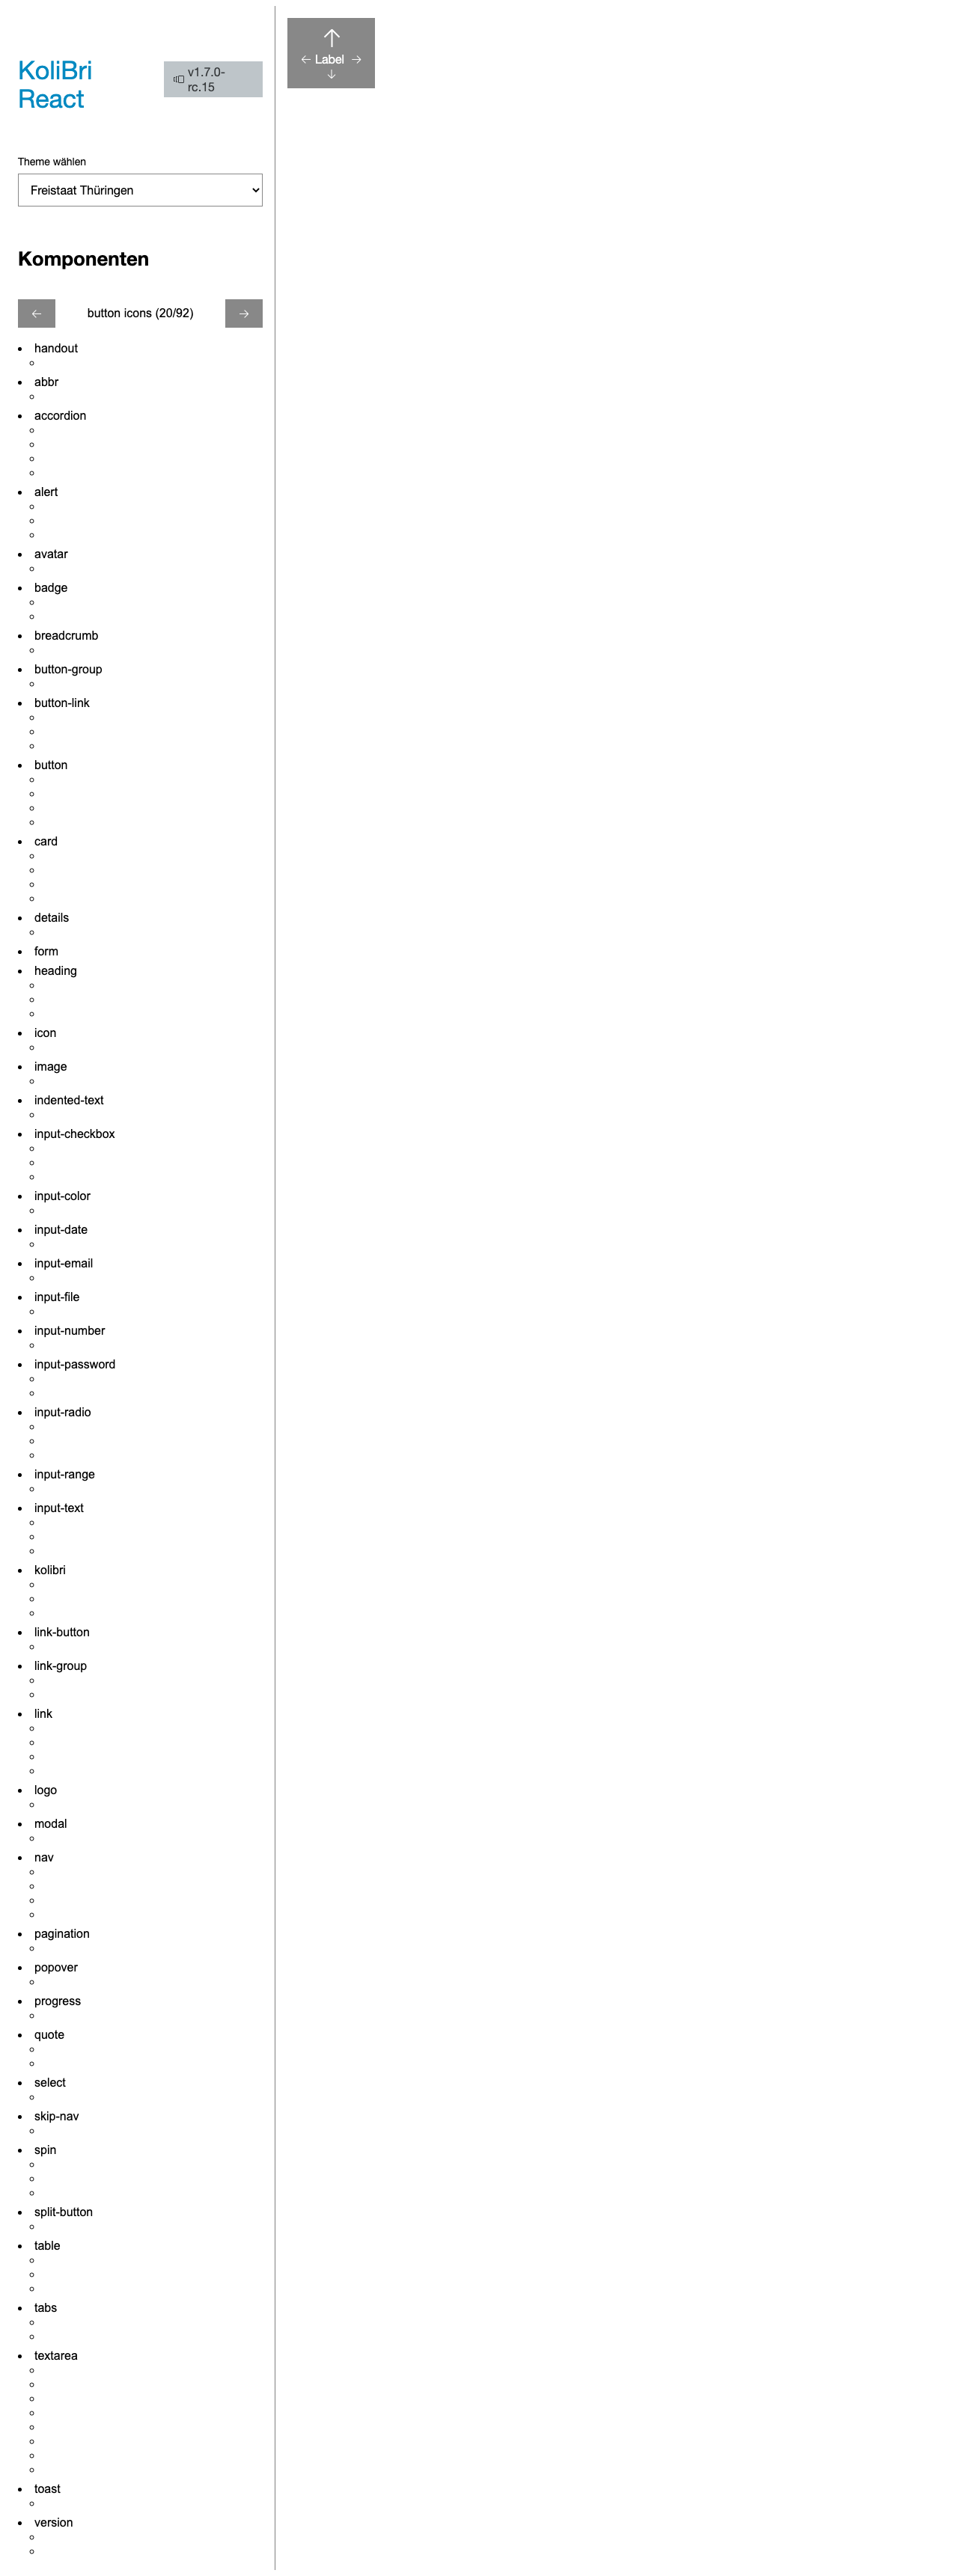 KoliBri
React
v1.7.0-
rc.15
Theme wählen
Freistaat Thüringen
Komponenten
button icons (20/92)
handout
abbr
accordion
alert
avatar
badge
breadcrumb
button-group
button-link
button
card
details
form
heading
icon
image
indented-text
input-checkbox
input-color
input-date
input-email
input-file
input-number
input-password
input-radio
input-range
input-text
kolibri
link-button
link-group
link
logo
modal
nav
pagination
popover
progress
quote
select
skip-nav
spin
split-button
table
tabs
textarea
toast
version
Label